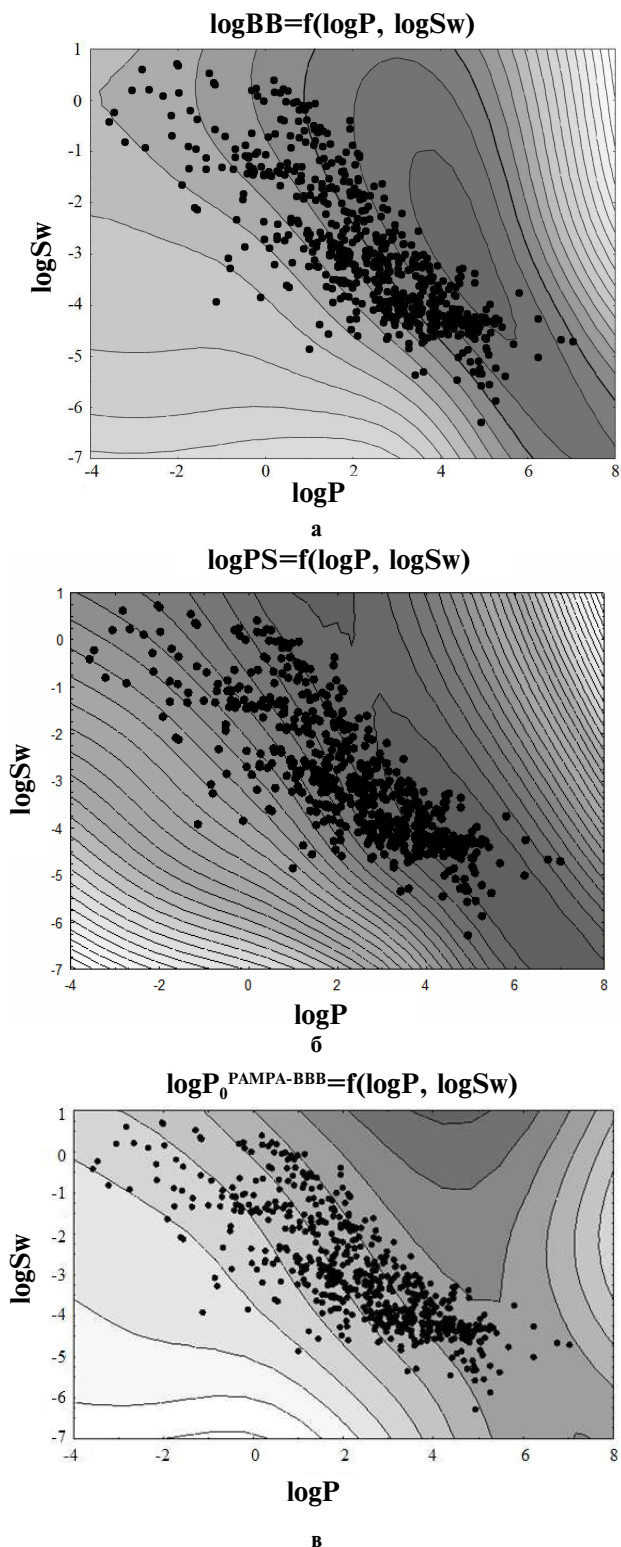 logBB=f(logP, logSw)
1
0
-1
-2
-3
-4
-5
-6
-7
logSw
-4 -2 0 2 4 6 8
logP
а
logPS=f(logP, logSw)
1
0
-1
-2
-3
-4
-5
-6
-7
logSw
-4 -2 0 2 4 6 8
logP
б
logP₀ᴾᴬᴹᴾᴬ⁻ᴮᴮᴮ=f(logP, logSw)
1
0
-1
-2
-3
-4
-5
-6
-7
logSw
-4 -2 0 2 4 6 8
logP
в